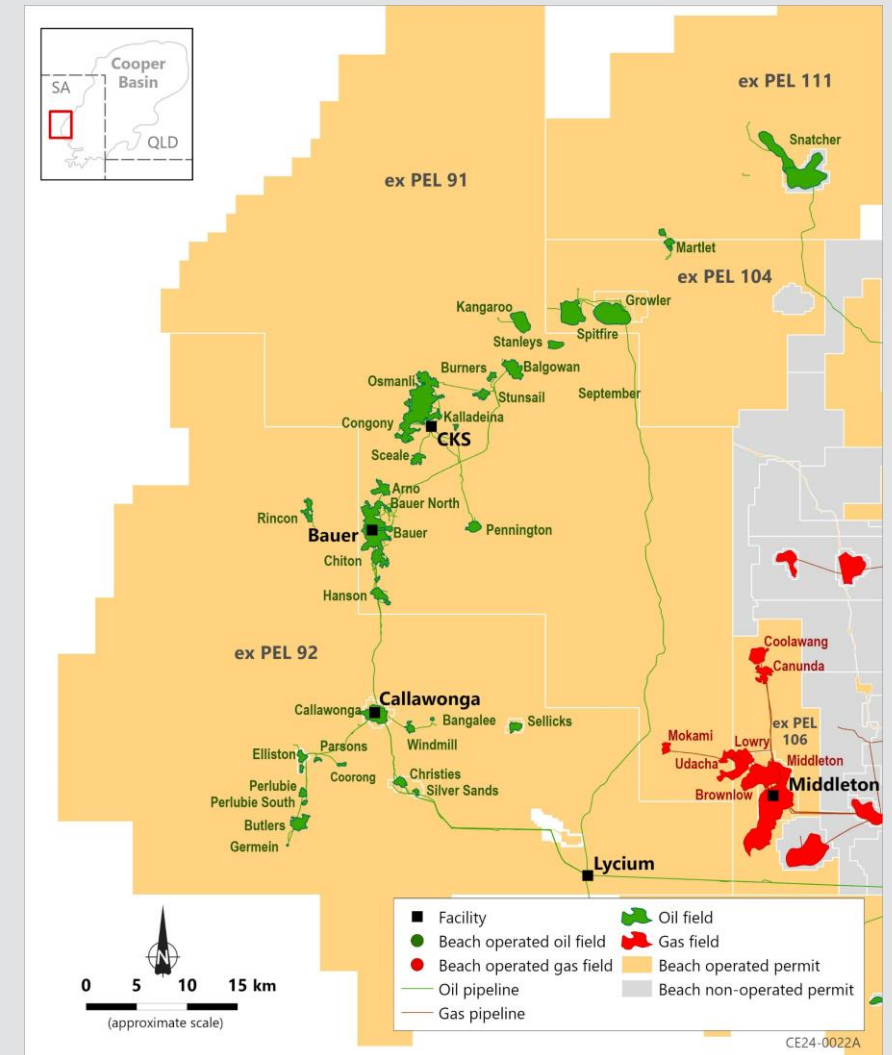 Cooper
Basin
SA
QLD
ex PEL 111
Snatcher
ex PEL 91
Martlet
ex PEL 104
Kangaroo
Growler
Spitfire
Stanleys
Burners
Balgowan
Osmanli
Stunsail
September
Kalladeina
Congony
CKS
Sceale
Arno
Bauer North
Rincon
Bauer
Bauer
Pennington
Chiton
Hanson
ex PEL 92
Coolawang
Canunda
Callawonga
Callawonga
Bangalee
Sellicks
ex PEL
106
Windmill
Mokami
Lowry
Parsons
Elliston
Udacha
Middleton
Coorong
Christies
Middleton
Perlubie
Silver Sands
Brownlow
Perlubie South
Butlers
Germein
Lycium
N
0 5 10 15 km
(approximate scale)
Facility
Beach operated oil field
Beach operated gas field
Oil pipeline
Gas pipeline
Oil field
Gas field
Beach operated permit
Beach non-operated permit
CE24-0022A